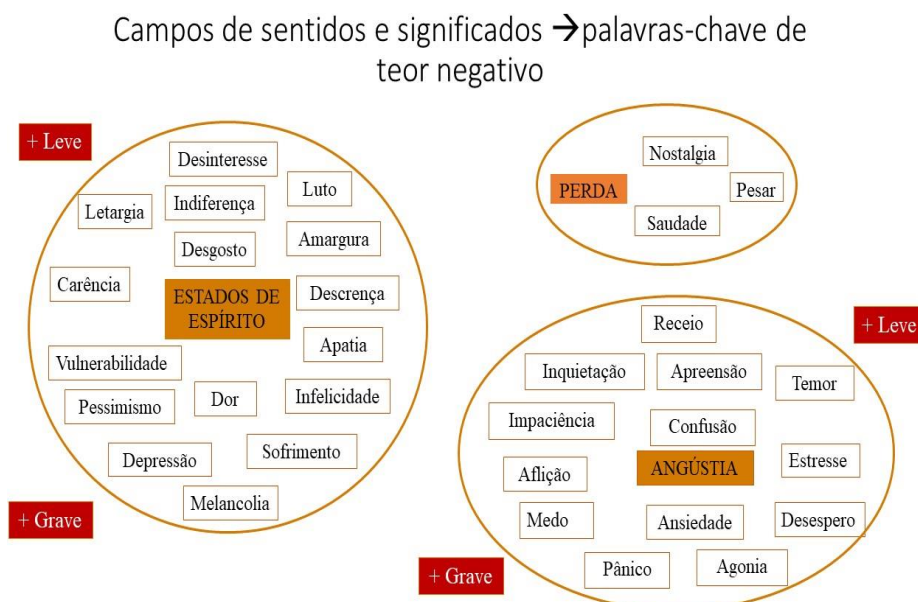 Campos de sentidos e significados → palavras-chave de
teor negativo
+ Leve
Desinteresse
Luto
Letargia
Indiferença
Desgosto
Amargura
Carência
ESTADOS DE
ESPÍRITO
Descrença
Apatia
Vulnerabilidade
Pessimismo
Dor
Infelicidade
Depressão
Sofrimento
Melancolia
+ Grave
Nostalgia
PERDA
Pesar
Saudade
+ Leve
Receio
Inquietação
Apreensão
Temor
Impaciência
Confusão
Aflição
ANGÚSTIA
Estresse
Medo
Ansiedade
Desespero
Pânico
Agonia
+ Grave